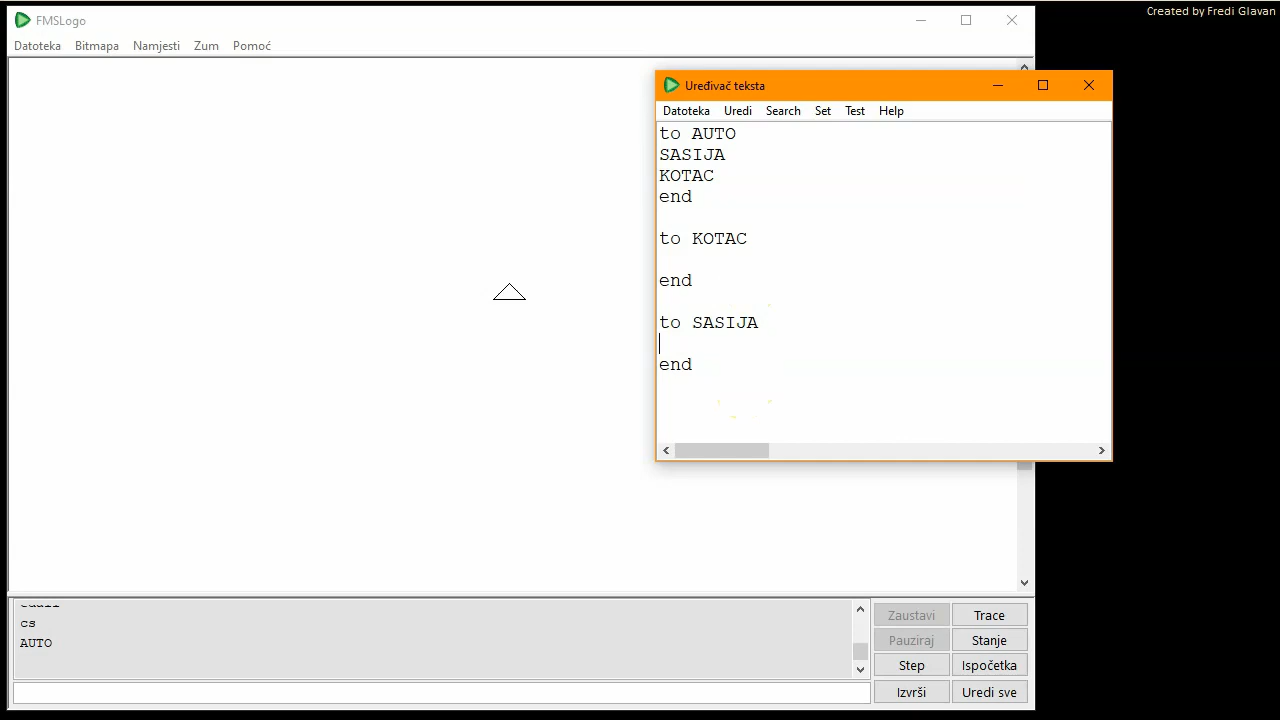 Created by Fredi Glavan
FMSLogo
Datoteka Bitmapa Namjesti Zum Pomoć
Uređivač teksta
Datoteka Uredi Search Set Test Help
to AUTO
SASIJA
KOTAC
end
to KOTAC
end
to SASIJA
end
cs
AUTO
Zaustavi Trace
Pauziraj Stanje
Step Ispočetka
Izvrši Uredi sve